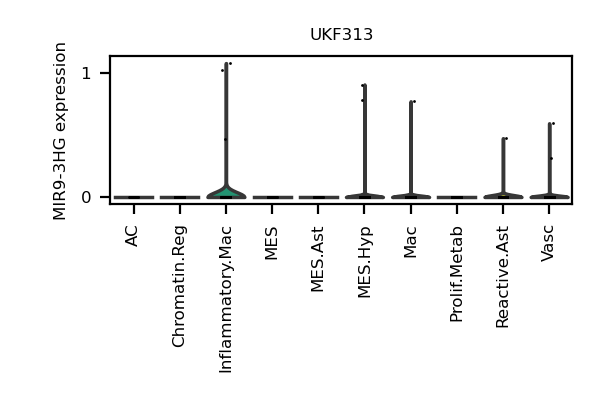 UKF313
MIR9-3HG expression
1
0
AC
Chromatin.Reg
Inflammatory.Mac
MES
MES.Ast
MES.Hyp
Mac
Prolif.Metab
Reactive.Ast
Vasc